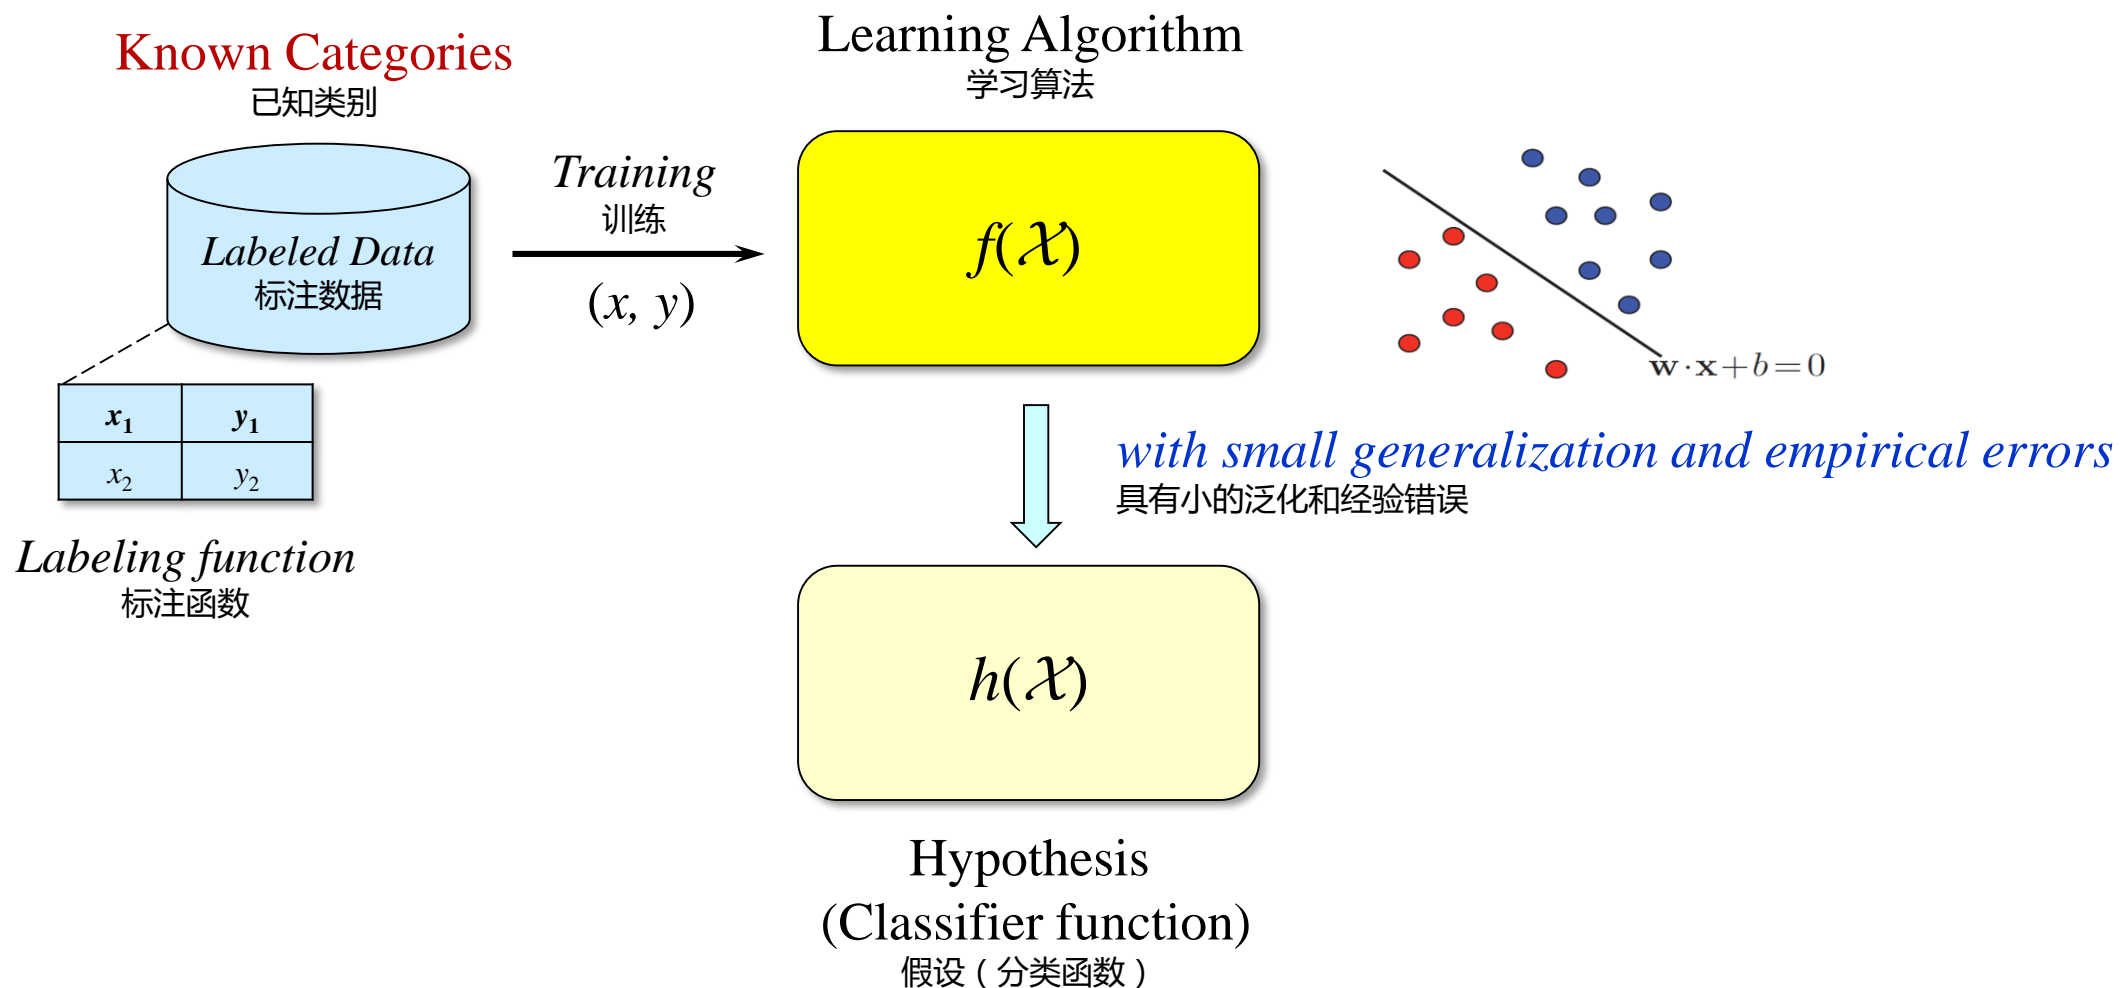 Known Categories
已知类别
Labeled Data
标注数据
x₁ y₁
x₂ y₂
Labeling function
标注函数
Training
训练
(x, y)
Learning Algorithm
学习算法
f(𝒳)
w·x+b=0
with small generalization and empirical errors
具有小的泛化和经验错误
h(𝒳)
Hypothesis
(Classifier function)
假设（分类函数）